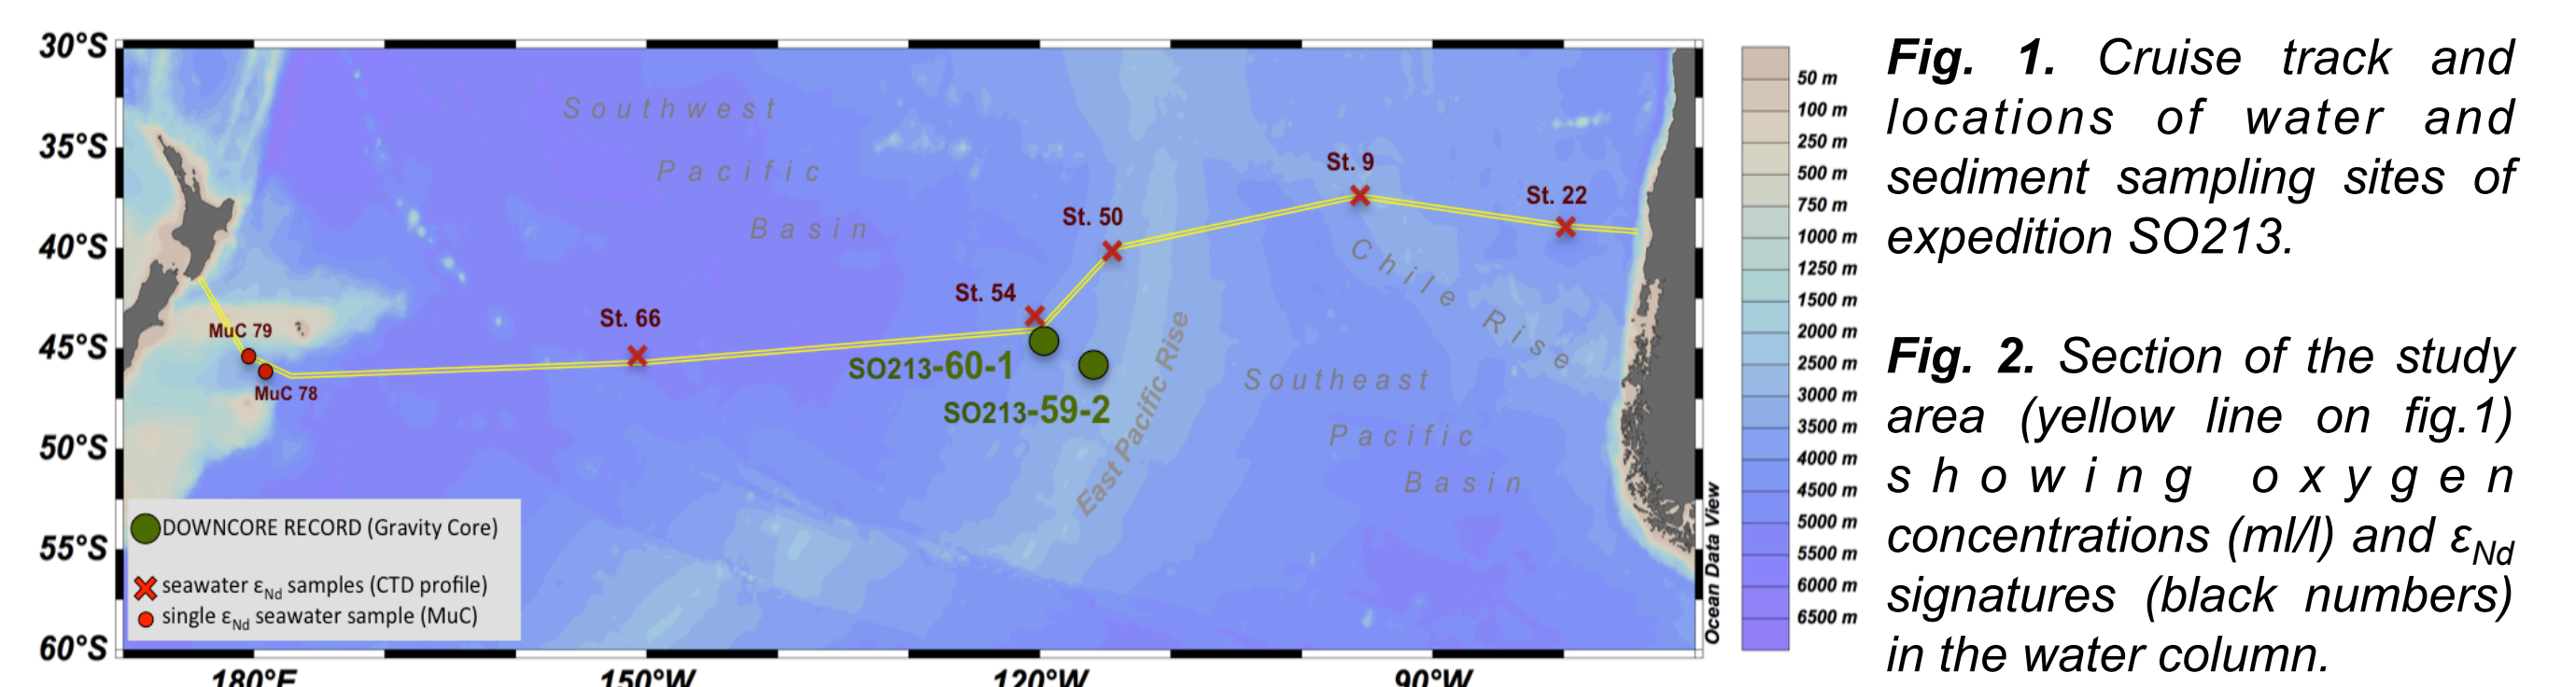 30°S
35°S
40°S
45°S
50°S
55°S
60°S
180°E
150°W
120°W
90°W
Southwest
Pacific
Basin
St. 9
St. 22
St. 50
St. 54
St. 66
MuC 79
MuC 78
SO213-60-1
SO213-59-2
East Pacific Rise
Chile Rise
Southeast
Pacific
Basin
DOWNCORE RECORD (Gravity Core)
seawater εNd samples (CTD profile)
single εNd seawater sample (MuC)
Ocean Data View
50 m
100 m
250 m
500 m
750 m
1000 m
1250 m
1500 m
2000 m
2500 m
3000 m
3500 m
4000 m
4500 m
5000 m
5500 m
6000 m
6500 m
Fig. 1. Cruise track and
locations of water and
sediment sampling sites of
expedition SO213.
Fig. 2. Section of the study
area (yellow line on fig.1)
showing oxygen
concentrations (ml/l) and εNd
signatures (black numbers)
in the water column.